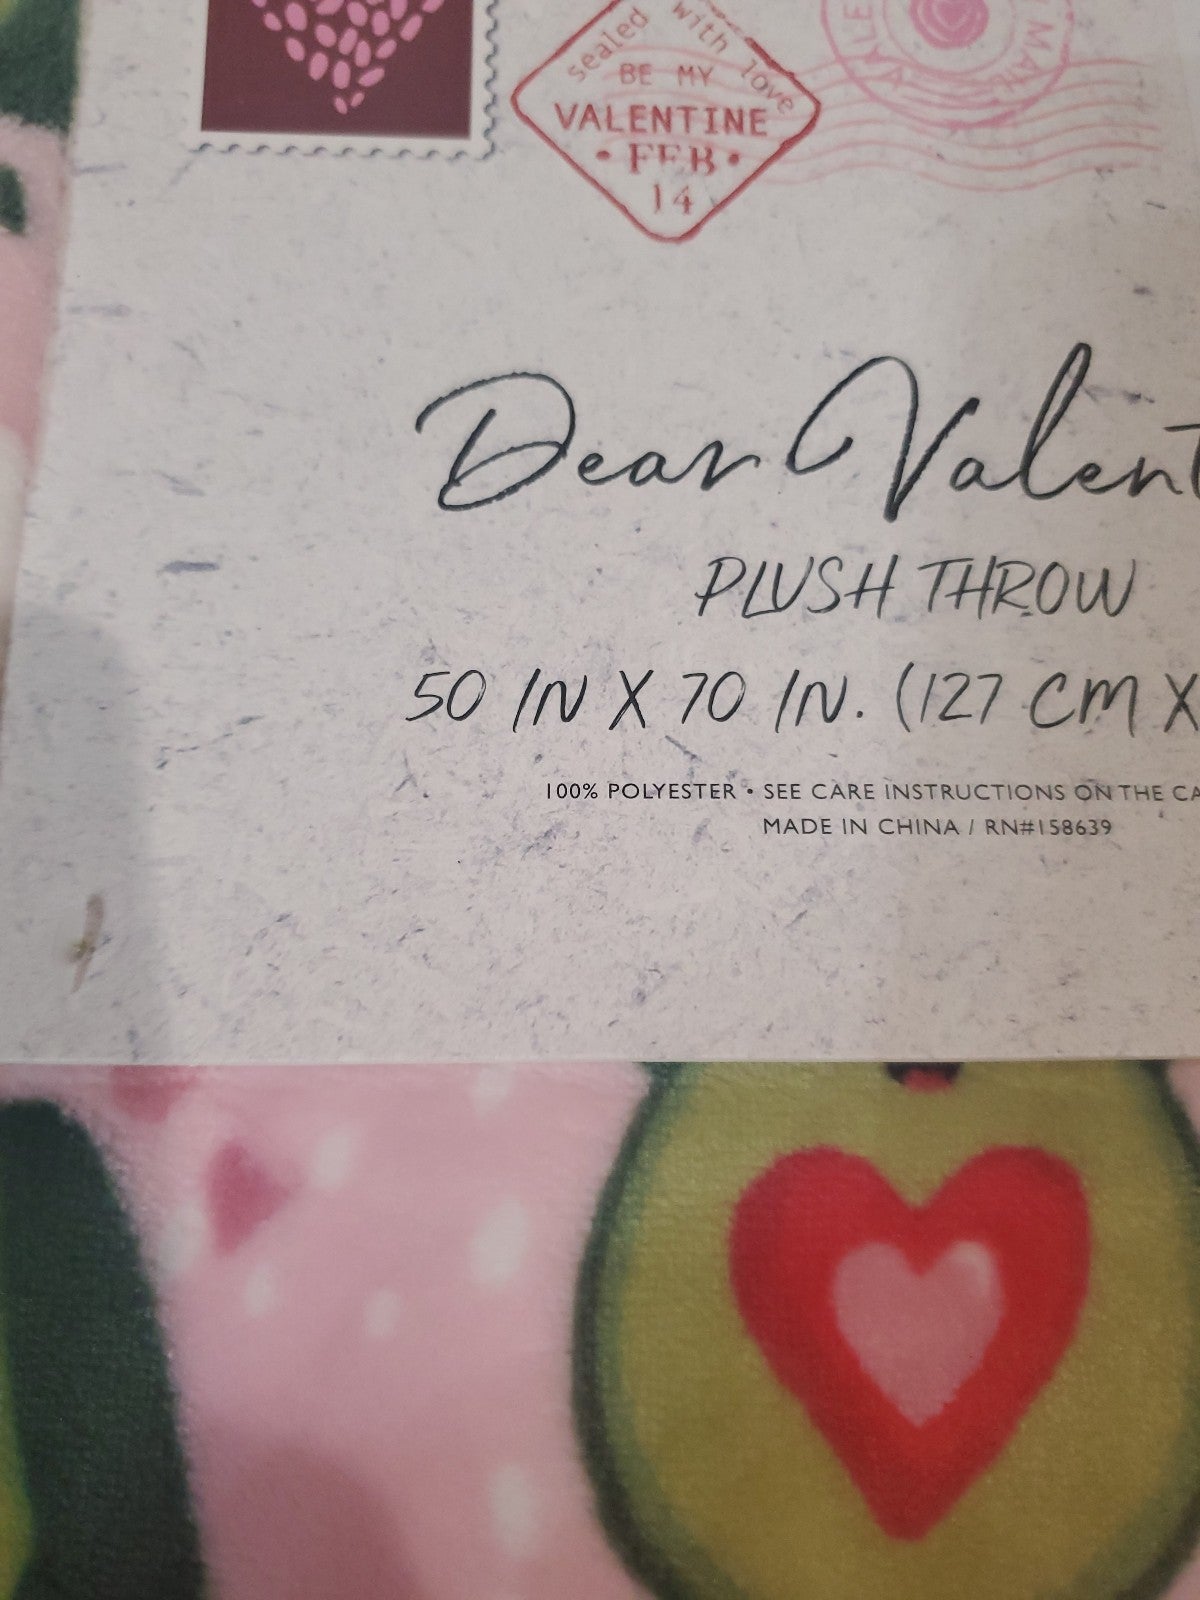 sealed with love
BE MY
VALENTINE
• FEB •
14
MAIL
Dear Valent
PLUSH THROW
50 IN X 70 IN. (127 CM X
100% POLYESTER • SEE CARE INSTRUCTIONS ON THE CA
MADE IN CHINA / RN#158639